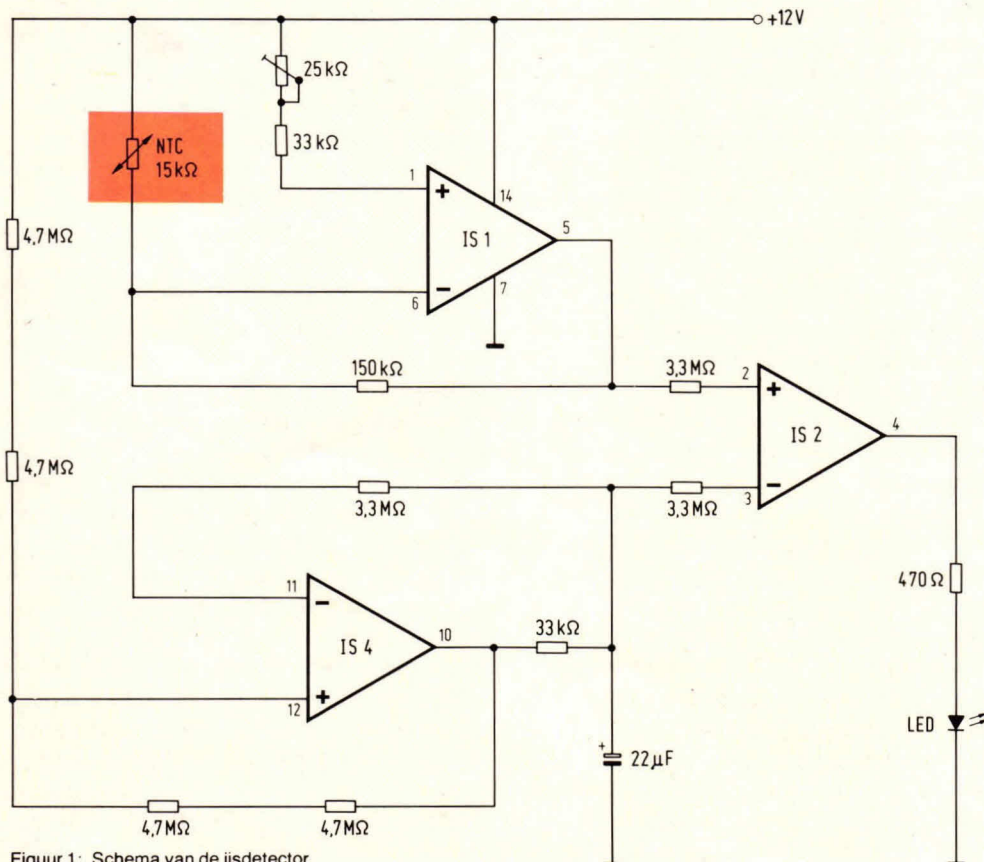 +12V
25kΩ
NTC
15kΩ
33kΩ
1
+
14
4,7MΩ
IS 1
5
−
6
7
150kΩ
3,3MΩ
2
+
IS 2
4
4,7MΩ
3,3MΩ
3,3MΩ
−
3
11
−
470Ω
IS 4
10
33kΩ
+
12
LED
+
22μF
4,7MΩ
4,7MΩ
Figuur 1: Schema van de ijsdetector